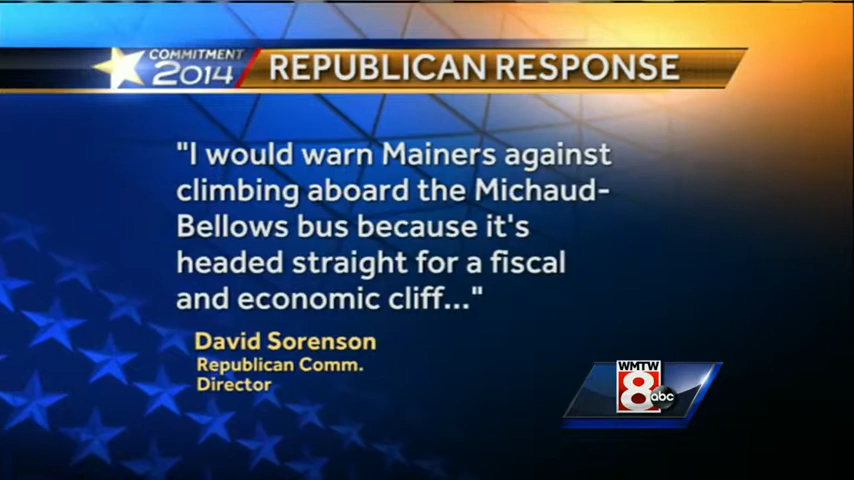 COMMITMENT
2014
REPUBLICAN RESPONSE
"I would warn Mainers against
climbing aboard the Michaud-
Bellows bus because it's
headed straight for a fiscal
and economic cliff..."
David Sorenson
Republican Comm.
Director
WMTW
8
abc